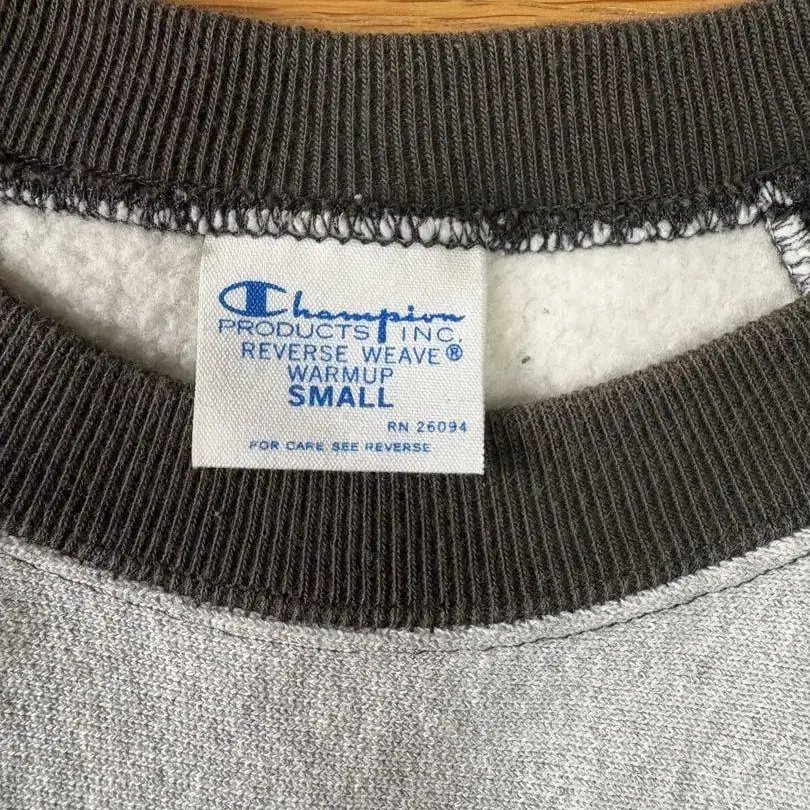 Champion
PRODUCTS INC.
REVERSE WEAVE®
WARMUP
SMALL
RN 26094
FOR CARE SEE REVERSE